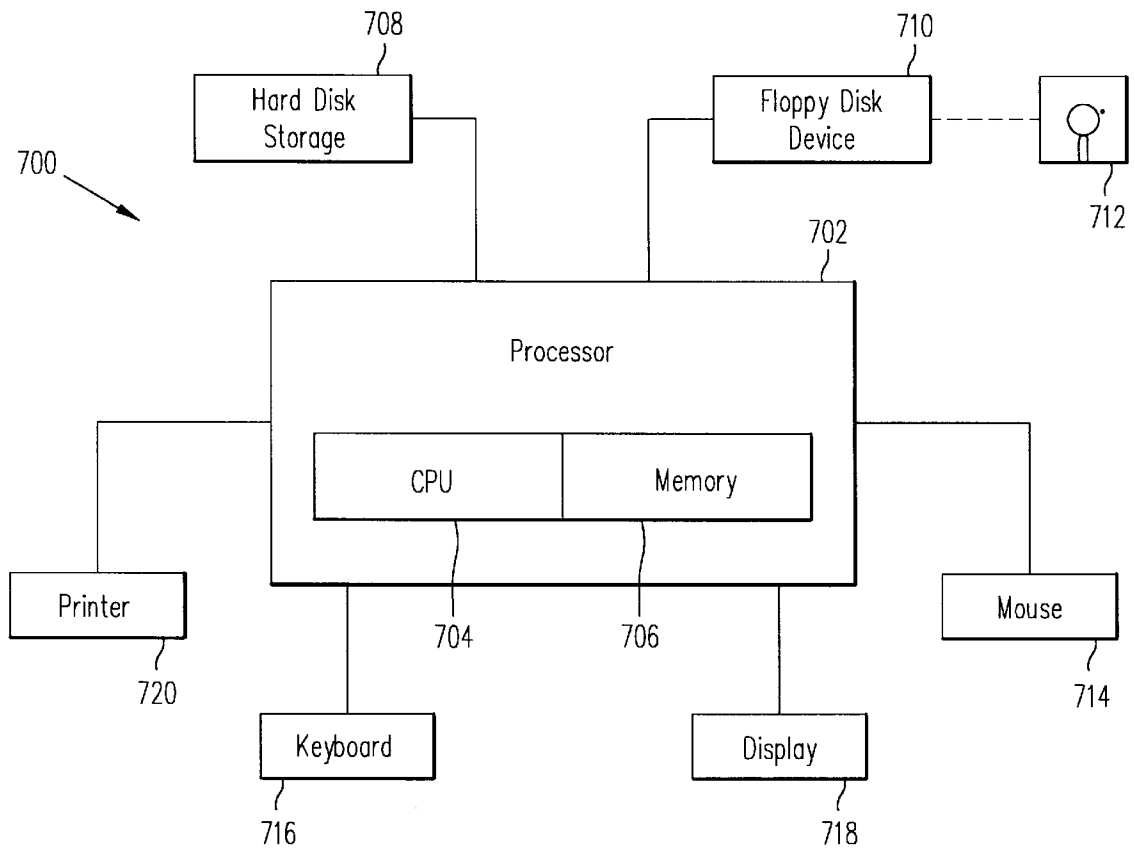 708
710
Hard Disk
Storage
Floppy Disk
Device
700
712
702
Processor
CPU
Memory
Printer
704
706
Mouse
720
714
Keyboard
Display
716
718